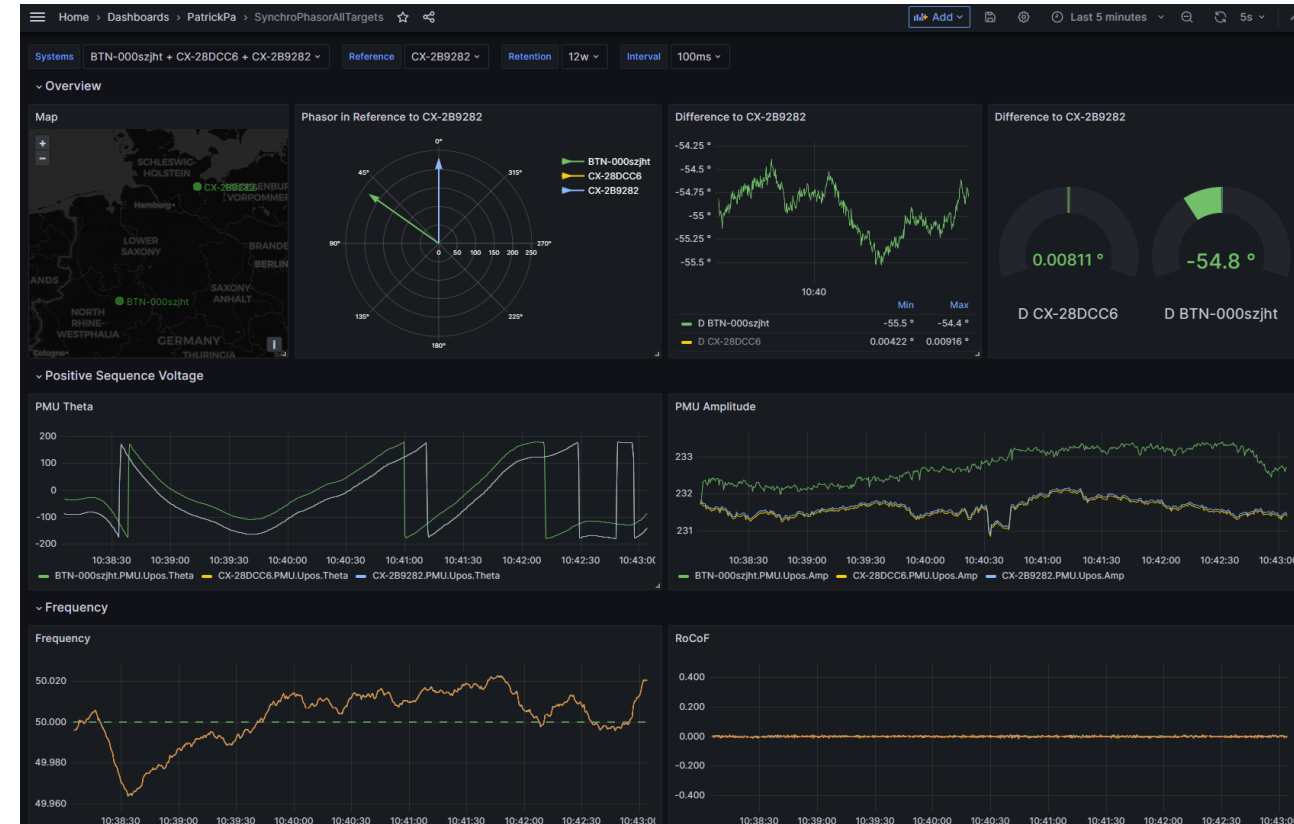 Home › Dashboards › PatrickPa › SynchroPhasorAllTargets
Add
Last 5 minutes
5s
Systems BTN-000szjht + CX-28DCC6 + CX-2B9282 Reference CX-2B9282 Retention 12w Interval 100ms
Overview
Map
+
−
SCHLESWIG-
HOLSTEIN
VORPOMMER
Hamburg
LOWER
SAXONY
BRANDE
BERLIN
ANDS
SAXONY-
ANHALT
BTN-000szjht
NORTH
RHINE-
WESTPHALIA
GERMANY
Cologne
THURINGIA
i
Phasor in Reference to CX-2B9282
0°
45°
315°
90°
0 50 100 150 200 250
270°
135°
225°
180°
BTN-000szjht
CX-28DCC6
CX-2B9282
Difference to CX-2B9282
-54.25 °
-54.5 °
-54.75 °
-55 °
-55.25 °
-55.5 °
10:40
Min Max
D BTN-000szjht -55.5 ° -54.4 °
D CX-28DCC6 0.00422 ° 0.00916 °
Difference to CX-2B9282
0.00811 ° -54.8 °
D CX-28DCC6 D BTN-000szjht
Positive Sequence Voltage
PMU Theta
200
100
0
-100
-200
10:38:30 10:39:00 10:39:30 10:40:00 10:40:30 10:41:00 10:41:30 10:42:00 10:42:30 10:43:00
BTN-000szjht.PMU.Upos.Theta CX-28DCC6.PMU.Upos.Theta CX-2B9282.PMU.Upos.Theta
PMU Amplitude
233
232
231
10:38:30 10:39:00 10:39:30 10:40:00 10:40:30 10:41:00 10:41:30 10:42:00 10:42:30 10:43:00
BTN-000szjht.PMU.Upos.Amp CX-28DCC6.PMU.Upos.Amp CX-2B9282.PMU.Upos.Amp
Frequency
Frequency
50.020
50.000
49.980
49.960
10:38:30 10:39:00 10:39:30 10:40:00 10:40:30 10:41:00 10:41:30 10:42:00 10:42:30 10:43:00
RoCoF
0.400
0.200
0.000
-0.200
-0.400
10:38:30 10:39:00 10:39:30 10:40:00 10:40:30 10:41:00 10:41:30 10:42:00 10:42:30 10:43:0